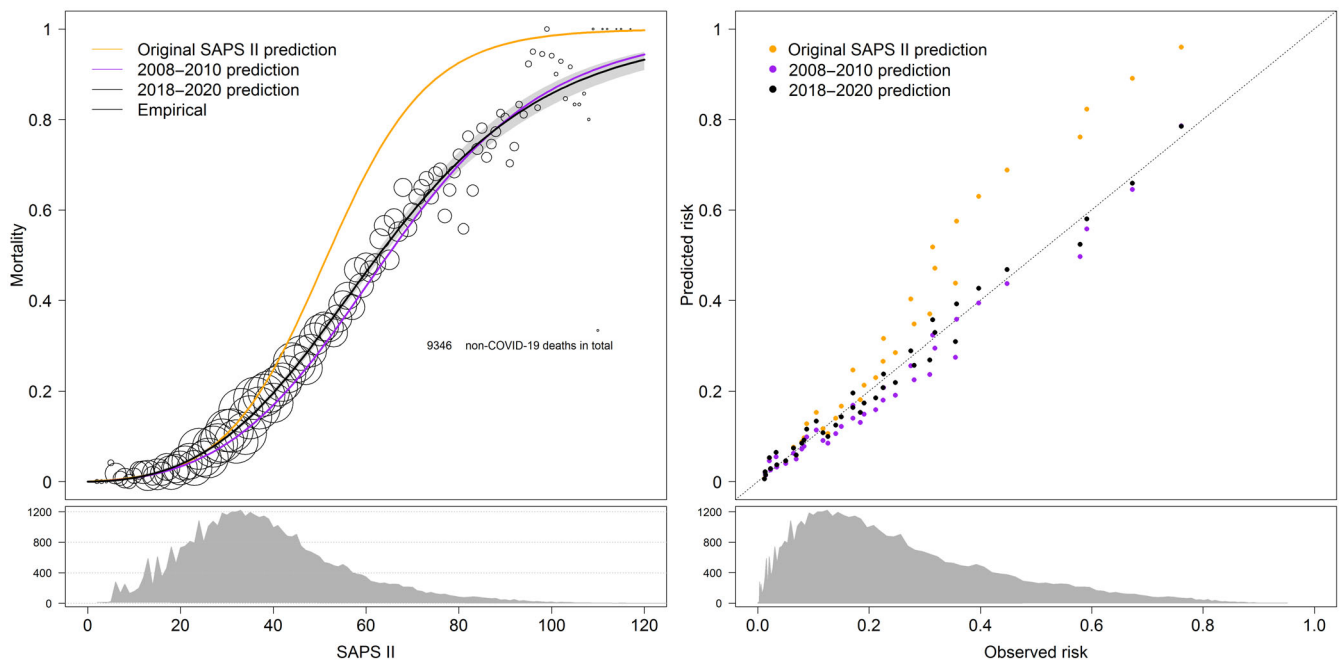 Original SAPS II prediction
2008–2010 prediction
2018–2020 prediction
Empirical
9346 non-COVID-19 deaths in total
Mortality
1
0.8
0.6
0.4
0.2
0
1200
800
400
0
0 20 40 60 80 100 120
SAPS II
Original SAPS II prediction
2008–2010 prediction
2018–2020 prediction
Predicted risk
1
0.8
0.6
0.4
0.2
0
1200
800
400
0
0.0 0.2 0.4 0.6 0.8 1.0
Observed risk